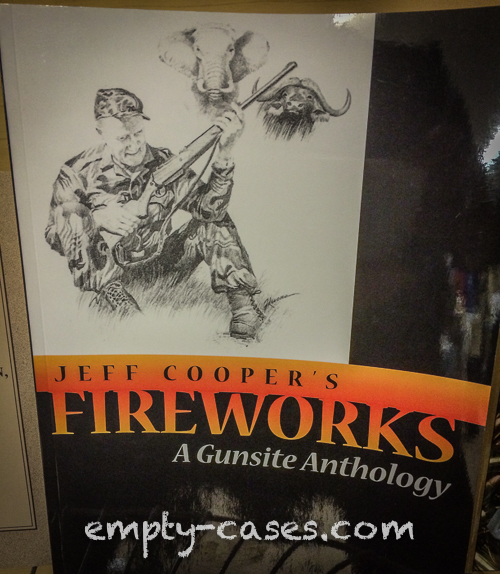 JEFF COOPER'S
FIREWORKS
A Gunsite Anthology
empty-cases.com